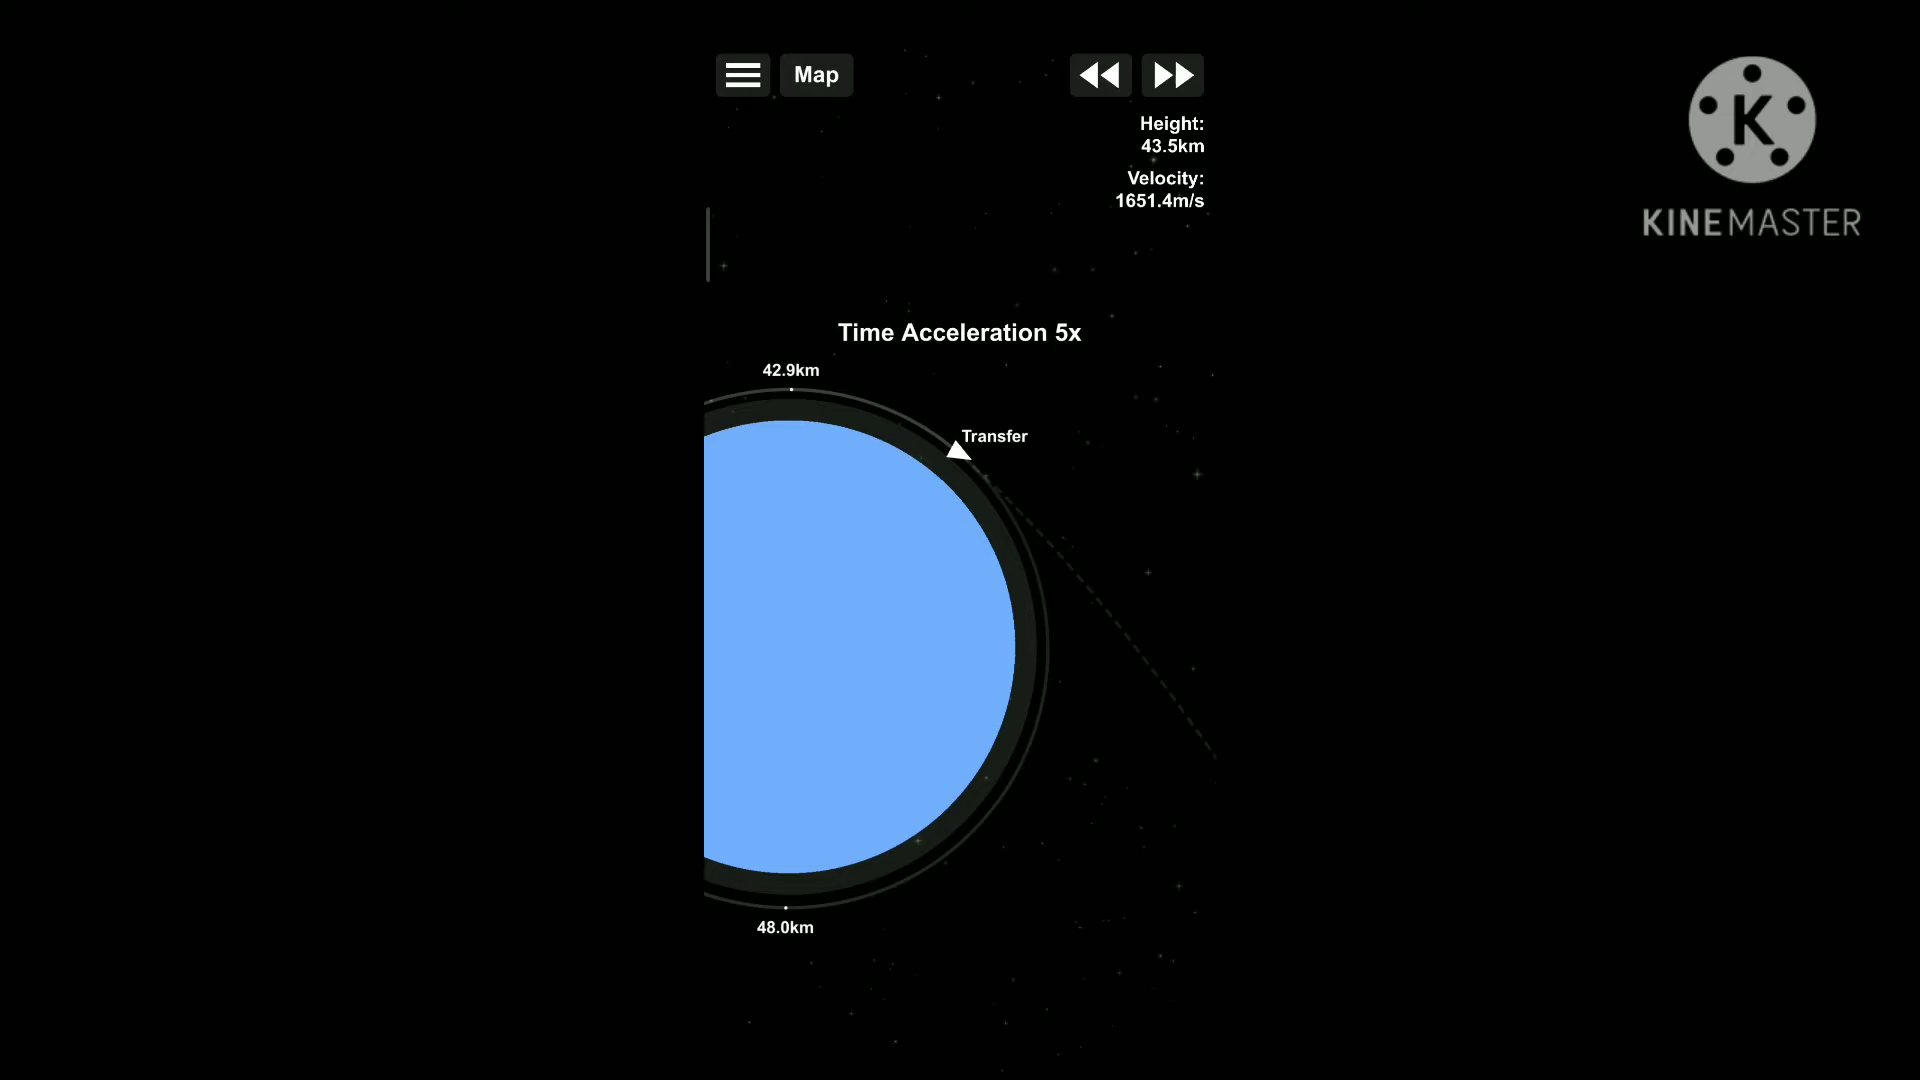 Map
Height:
43.5km
Velocity:
1651.4m/s
Time Acceleration 5x
42.9km
Transfer
48.0km
K
KINEMASTER